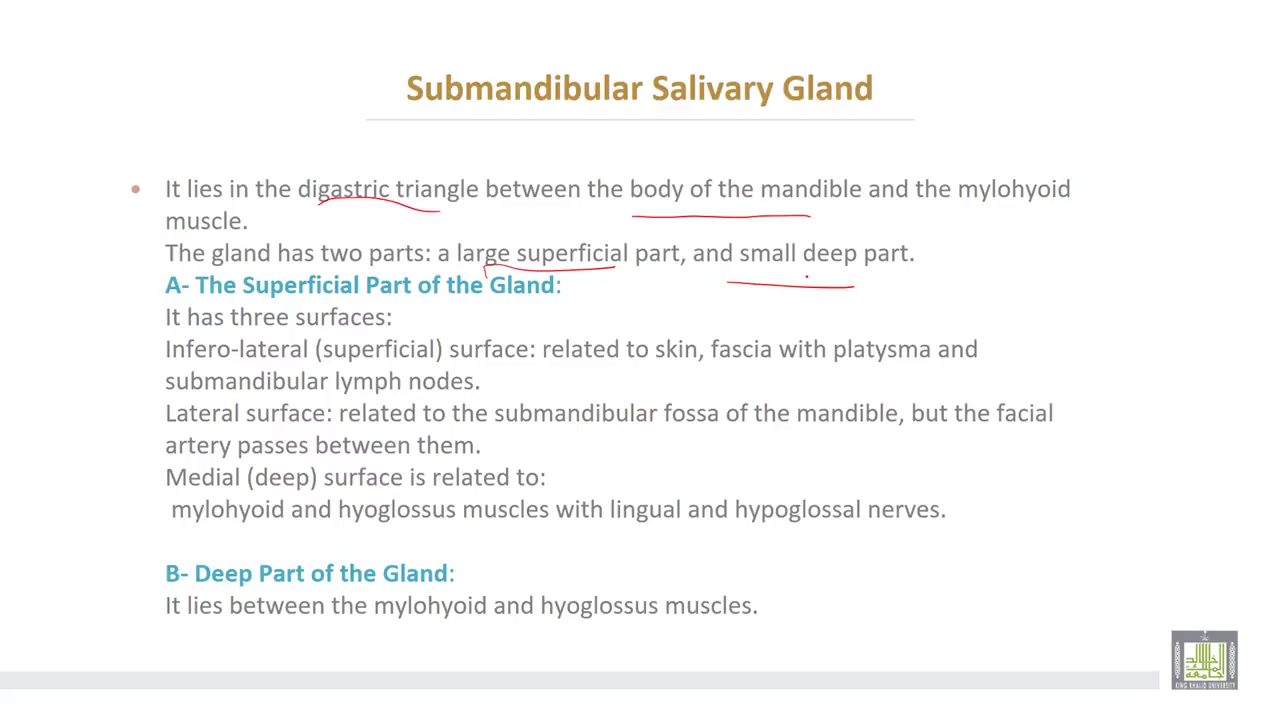 Submandibular Salivary Gland
• It lies in the digastric triangle between the body of the mandible and the mylohyoid
muscle.
The gland has two parts: a large superficial part, and small deep part.
A- The Superficial Part of the Gland:
It has three surfaces:
Infero-lateral (superficial) surface: related to skin, fascia with platysma and
submandibular lymph nodes.
Lateral surface: related to the submandibular fossa of the mandible, but the facial
artery passes between them.
Medial (deep) surface is related to:
mylohyoid and hyoglossus muscles with lingual and hypoglossal nerves.
B- Deep Part of the Gland:
It lies between the mylohyoid and hyoglossus muscles.
KING KHALID UNIVERSITY